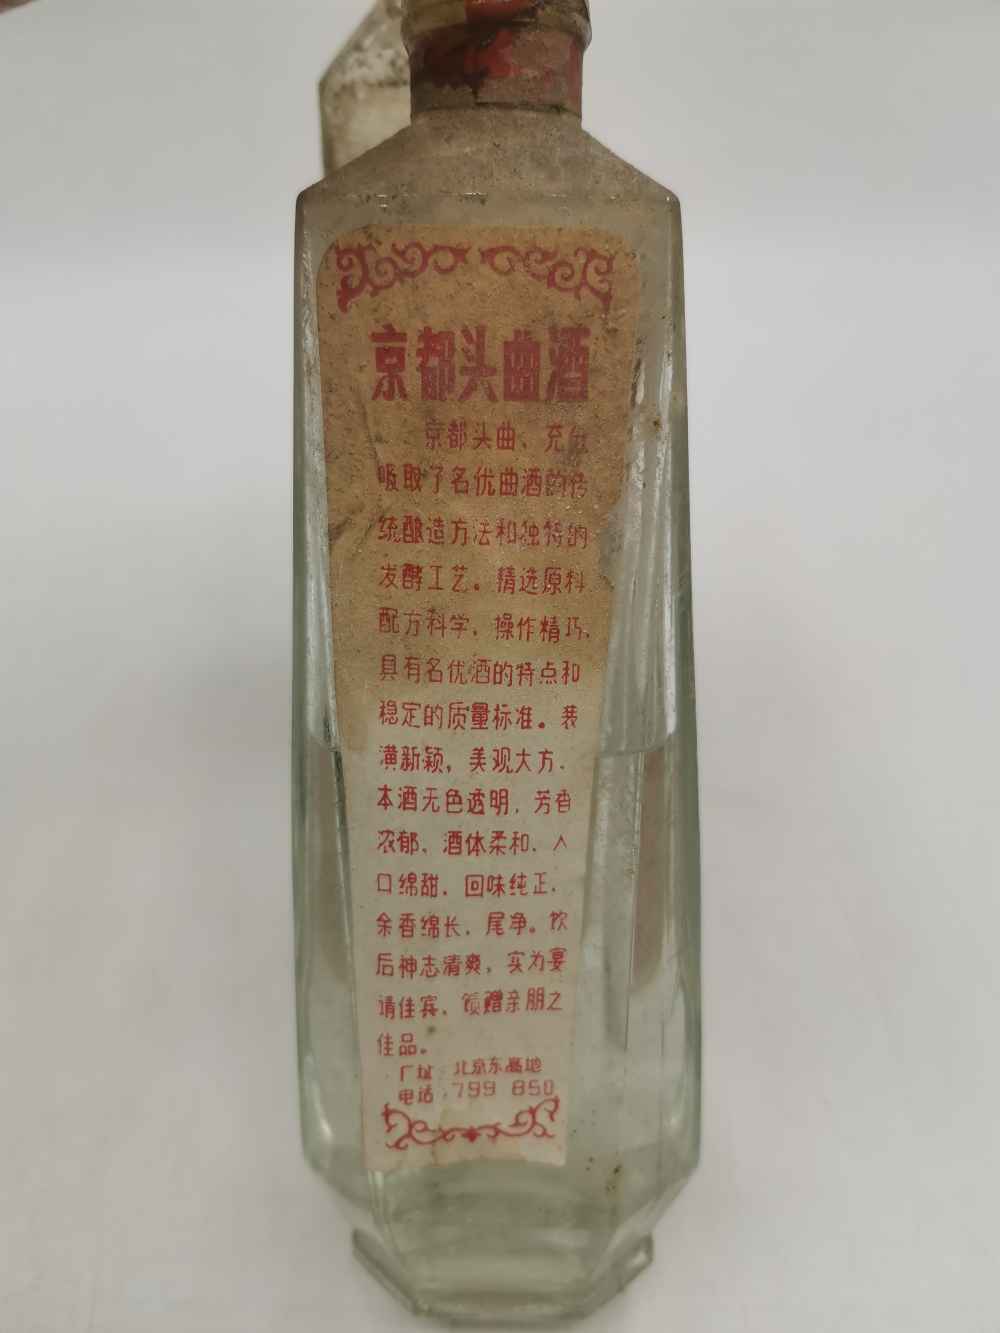 京都头曲酒
京都头曲、充分
吸取了名优曲酒的传
统酿造方法和独特的
发酵工艺。精选原料
配方科学、操作精巧、
具有名优酒的特点和
稳定的质量标准。装
潢新颖，美观大方、
本酒无色透明、芳香
浓郁、酒体柔和、入
口绵甜、回味纯正、
余香绵长、尾净。饮
后神志清爽，实为宴
请佳宾、馈赠亲朋之
佳品。
厂址：北京东高地
电话：799 850